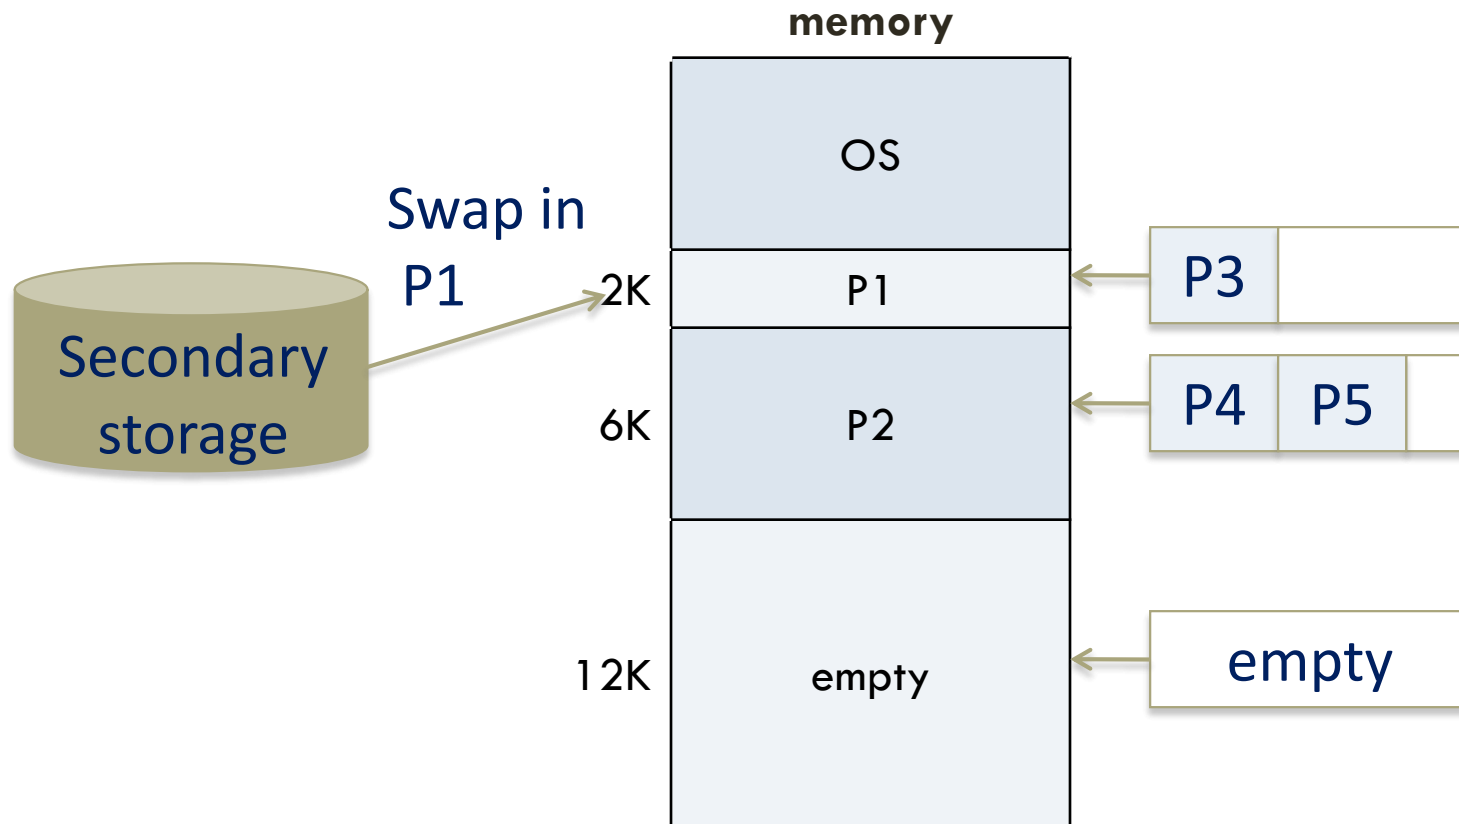 memory
OS
Swap in
P1
2K
P1
P3
Secondary
storage
6K
P2
P4
P5
12K
empty
empty